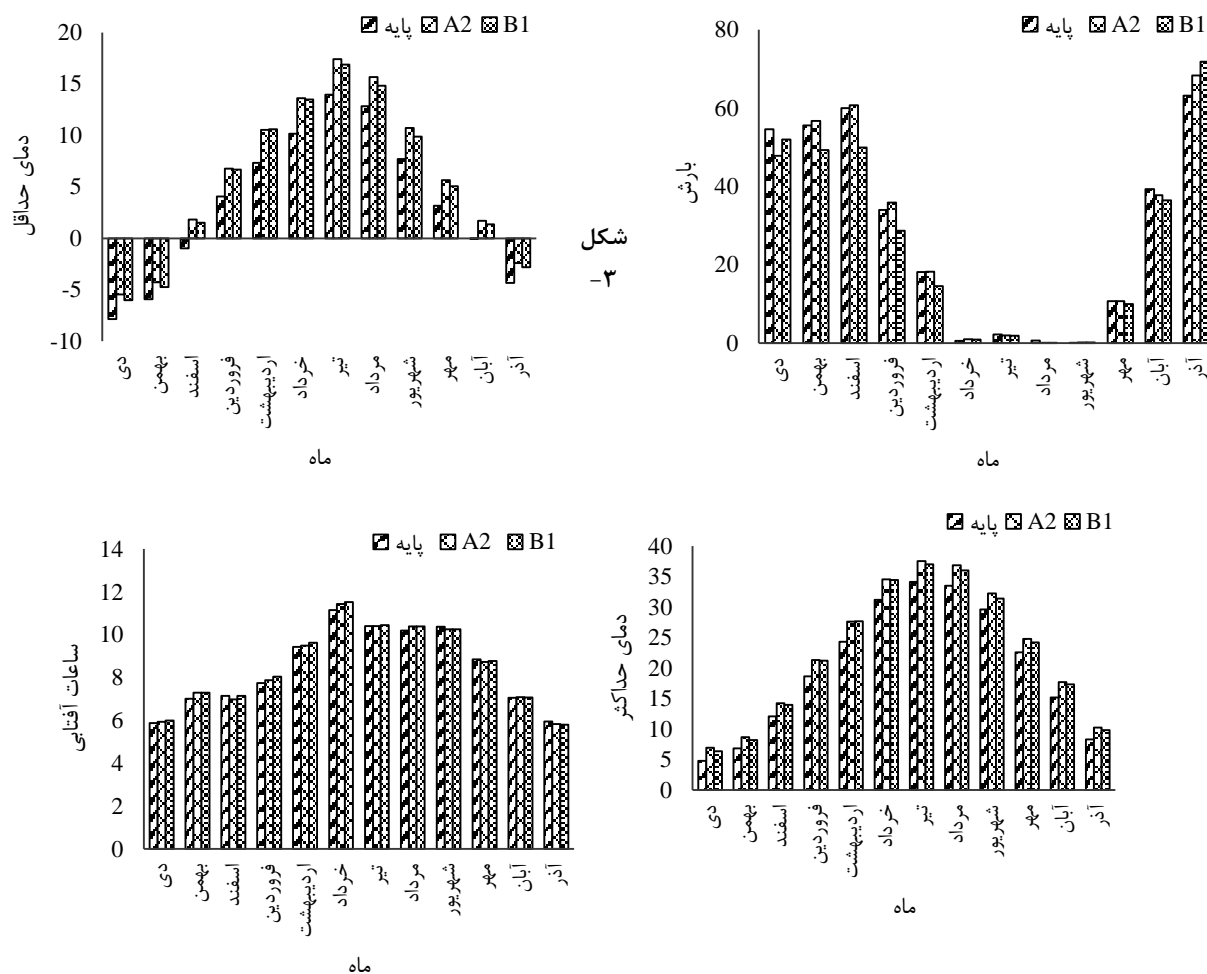 پایه A2 B1
20
15
10
5
0
-5
-10
دمای حداقل
دی
بهمن
اسفند
فروردین
اردیبهشت
خرداد
تیر
مرداد
شهریور
مهر
آبان
آذر
ماه
شکل
۳-
پایه A2 B1
80
60
40
20
0
بارش
دی
بهمن
اسفند
فروردین
اردیبهشت
خرداد
تیر
مرداد
شهریور
مهر
آبان
آذر
ماه
پایه A2 B1
14
12
10
8
6
4
2
0
ساعات آفتابی
دی
بهمن
اسفند
فروردین
اردیبهشت
خرداد
تیر
مرداد
شهریور
مهر
آبان
آذر
ماه
پایه A2 B1
40
35
30
25
20
15
10
5
0
دمای حداکثر
دی
بهمن
اسفند
فروردین
اردیبهشت
خرداد
تیر
مرداد
شهریور
مهر
آبان
آذر
ماه